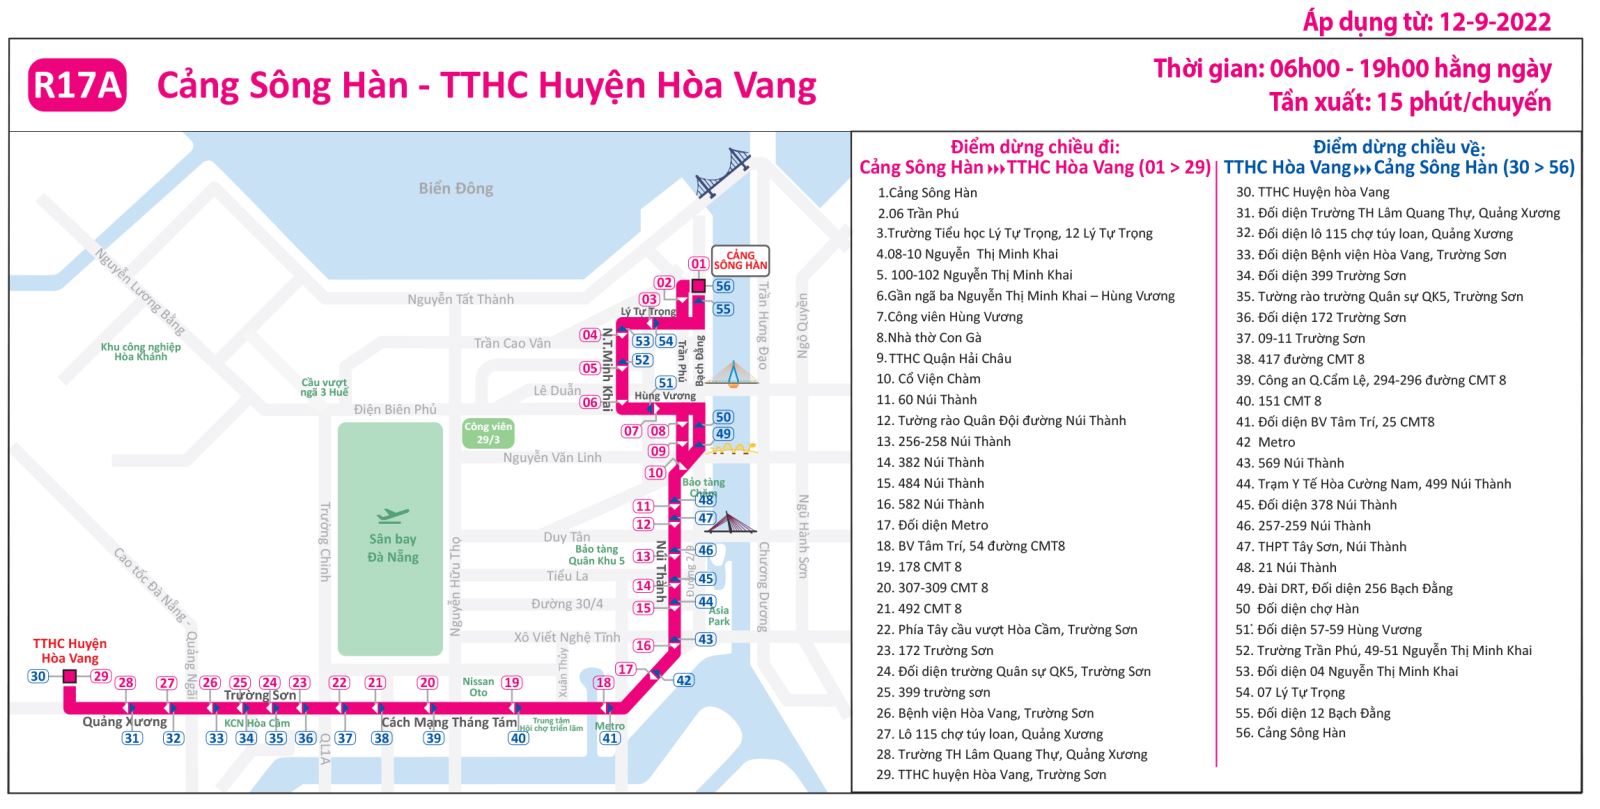 Áp dụng từ: 12-9-2022
R17A
Cảng Sông Hàn - TTHC Huyện Hòa Vang
Thời gian: 06h00 - 19h00 hằng ngày
Tần xuất: 15 phút/chuyến
Biển Đông
Nguyễn Lương Bằng
Nguyễn Tất Thành
Khu công nghiệp
Hòa Khánh
Cầu vượt
ngã 3 Huế
Trần Cao Vân
Lê Duẩn
Điện Biên Phủ
Công viên
29/3
Nguyễn Văn Linh
CẢNG
SÔNG HÀN
01
02
56
03
55
Lý Tự Trọng
04
53
54
52
05
51
06
Hùng Vương
N.T.Minh Khai
Trần Phú
Bạch Đằng
Trần Hưng Đạo
Ngô Quyền
07
08
50
49
09
10
Bảo tàng
Chăm
48
11
47
12
Duy Tân
Bảo tàng
Quân Khu 5
13
46
Núi Thành
Đường 2/9
Tiểu La
14
45
Đường 30/4
15
44
Asia
Park
Xô Viết Nghệ Tĩnh
16
43
17
42
Chương Dương
Ngũ Hành Sơn
Sân bay
Đà Nẵng
Trường Chinh
Nguyễn Hữu Thọ
Cao tốc Đà Nẵng - Quảng Ngãi
Xuân Thủy
TTHC Huyện
Hòa Vang
30
29
28
27
26
25
24
23
22
21
20
19
18
Trường Sơn
Nissan
Oto
Quảng Xương
KCN Hòa Cầm
Cách Mạng Tháng Tám
Trung tâm
Hội chợ triển lãm
Metro
31
32
33
34
35
36
37
38
39
40
41
QL1A
Điểm dừng chiều đi:
Cảng Sông Hàn TTHC Hòa Vang (01 > 29)
1.Cảng Sông Hàn
2.06 Trần Phú
3.Trường Tiểu học Lý Tự Trọng, 12 Lý Tự Trọng
4.08-10 Nguyễn Thị Minh Khai
5. 100-102 Nguyễn Thị Minh Khai
6.Gần ngã ba Nguyễn Thị Minh Khai – Hùng Vương
7.Công viên Hùng Vương
8.Nhà thờ Con Gà
9.TTHC Quận Hải Châu
10. Cổ Viện Chàm
11. 60 Núi Thành
12. Tường rào Quân Đội đường Núi Thành
13. 256-258 Núi Thành
14. 382 Núi Thành
15. 484 Núi Thành
16. 582 Núi Thành
17. Đối diện Metro
18. BV Tâm Trí, 54 đường CMT8
19. 178 CMT 8
20. 307-309 CMT 8
21. 492 CMT 8
22. Phía Tây cầu vượt Hòa Cầm, Trường Sơn
23. 172 Trường Sơn
24. Đối diện trường Quân sự QK5, Trường Sơn
25. 399 trường sơn
26. Bệnh viện Hòa Vang, Trường Sơn
27. Lô 115 chợ túy loan, Quảng Xương
28. Trường TH Lâm Quang Thự, Quảng Xương
29. TTHC huyện Hòa Vang, Trường Sơn
Điểm dừng chiều về:
TTHC Hòa Vang Cảng Sông Hàn (30 > 56)
30. TTHC Huyện hòa Vang
31. Đối diện Trường TH Lâm Quang Thự, Quảng Xương
32. Đối diện lô 115 chợ túy loan, Quảng Xương
33. Đối diện Bệnh viện Hòa Vang, Trường Sơn
34. Đối diện 399 Trường Sơn
35. Tường rào trường Quân sự QK5, Trường Sơn
36. Đối diện 172 Trường Sơn
37. 09-11 Trường Sơn
38. 417 đường CMT 8
39. Công an Q.Cẩm Lệ, 294-296 đường CMT 8
40. 151 CMT 8
41. Đối diện BV Tâm Trí, 25 CMT8
42 Metro
43. 569 Núi Thành
44. Trạm Y Tế Hòa Cường Nam, 499 Núi Thành
45. Đối diện 378 Núi Thành
46. 257-259 Núi Thành
47. THPT Tây Sơn, Núi Thành
48. 21 Núi Thành
49. Đài DRT, Đối diện 256 Bạch Đằng
50 Đối diện chợ Hàn
51. Đối diện 57-59 Hùng Vương
52. Trường Trần Phú, 49-51 Nguyễn Thị Minh Khai
53. Đối diện 04 Nguyễn Thị Minh Khai
54. 07 Lý Tự Trọng
55. Đối diện 12 Bạch Đằng
56. Cảng Sông Hàn